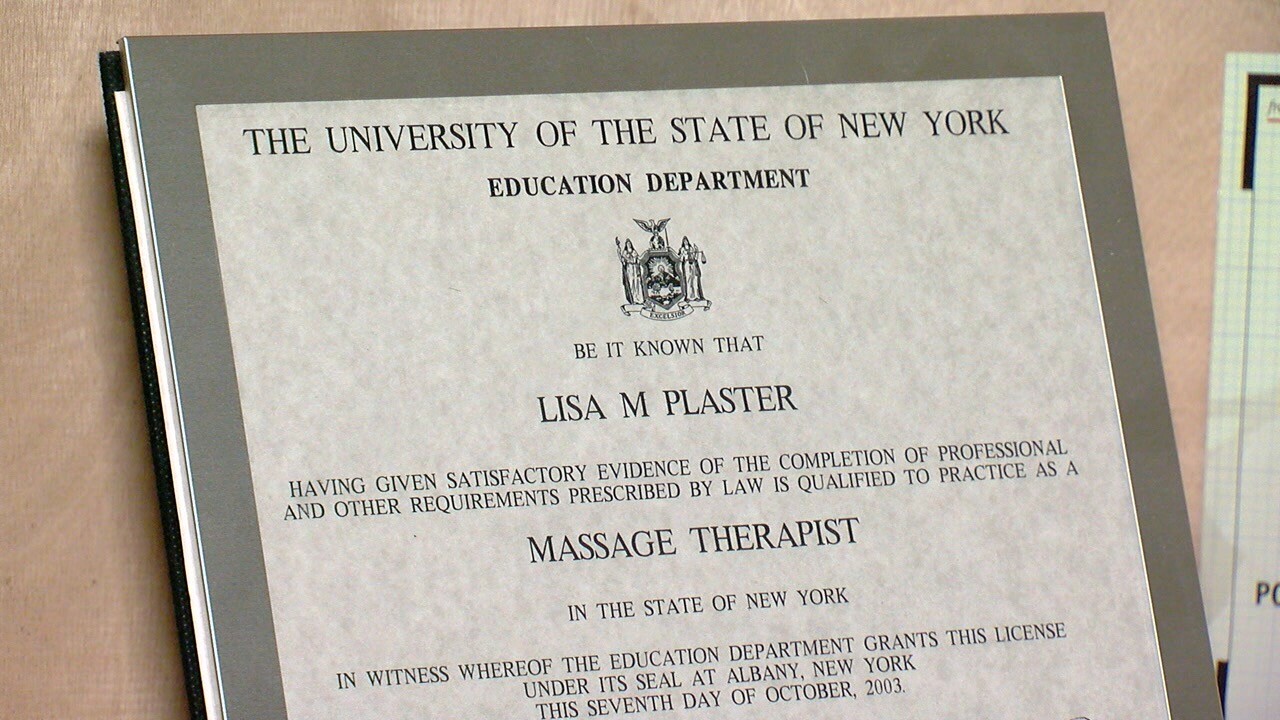 THE UNIVERSITY OF THE STATE OF NEW YORK
EDUCATION DEPARTMENT
EXCELSIOR
BE IT KNOWN THAT
LISA M PLASTER
HAVING GIVEN SATISFACTORY EVIDENCE OF THE COMPLETION OF PROFESSIONAL
AND OTHER REQUIREMENTS PRESCRIBED BY LAW IS QUALIFIED TO PRACTICE AS A
MASSAGE THERAPIST
IN THE STATE OF NEW YORK
IN WITNESS WHEREOF THE EDUCATION DEPARTMENT GRANTS THIS LICENSE
UNDER ITS SEAL AT ALBANY, NEW YORK
THIS SEVENTH DAY OF OCTOBER, 2003.
PO